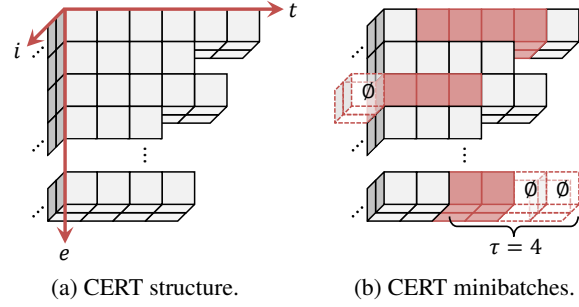 t
i
∅
⋮ ⋮
∅ ∅
e
τ = 4
(a) CERT structure. (b) CERT minibatches.